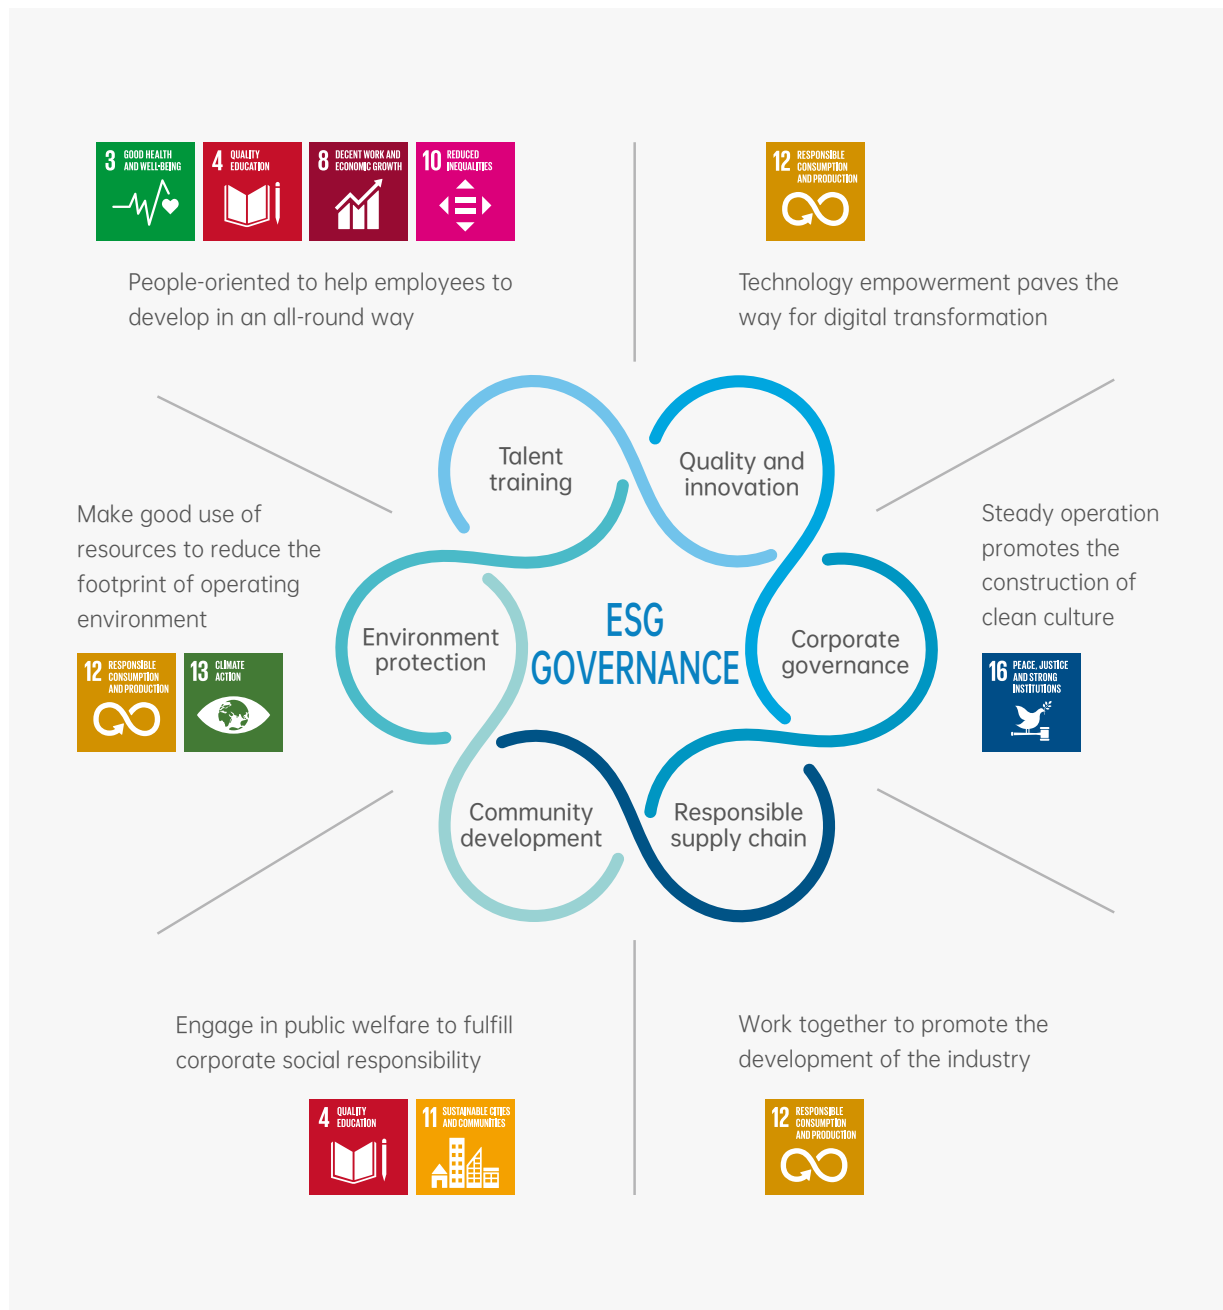 3 GOOD HEALTH
AND WELL-BEING
4 QUALITY
EDUCATION
8 DECENT WORK AND
ECONOMIC GROWTH
10 REDUCED
INEQUALITIES
People-oriented to help employees to
develop in an all-round way
12 RESPONSIBLE
CONSUMPTION
AND PRODUCTION
Technology empowerment paves the
way for digital transformation
Talent
training
Quality and
innovation
Make good use of
resources to reduce the
footprint of operating
environment
12 RESPONSIBLE
CONSUMPTION
AND PRODUCTION
13 CLIMATE
ACTION
Environment
protection
ESG
GOVERNANCE
Corporate
governance
Steady operation
promotes the
construction of
clean culture
16 PEACE, JUSTICE
AND STRONG
INSTITUTIONS
Community
development
Responsible
supply chain
Engage in public welfare to fulfill
corporate social responsibility
4 QUALITY
EDUCATION
11 SUSTAINABLE CITIES
AND COMMUNITIES
Work together to promote the
development of the industry
12 RESPONSIBLE
CONSUMPTION
AND PRODUCTION